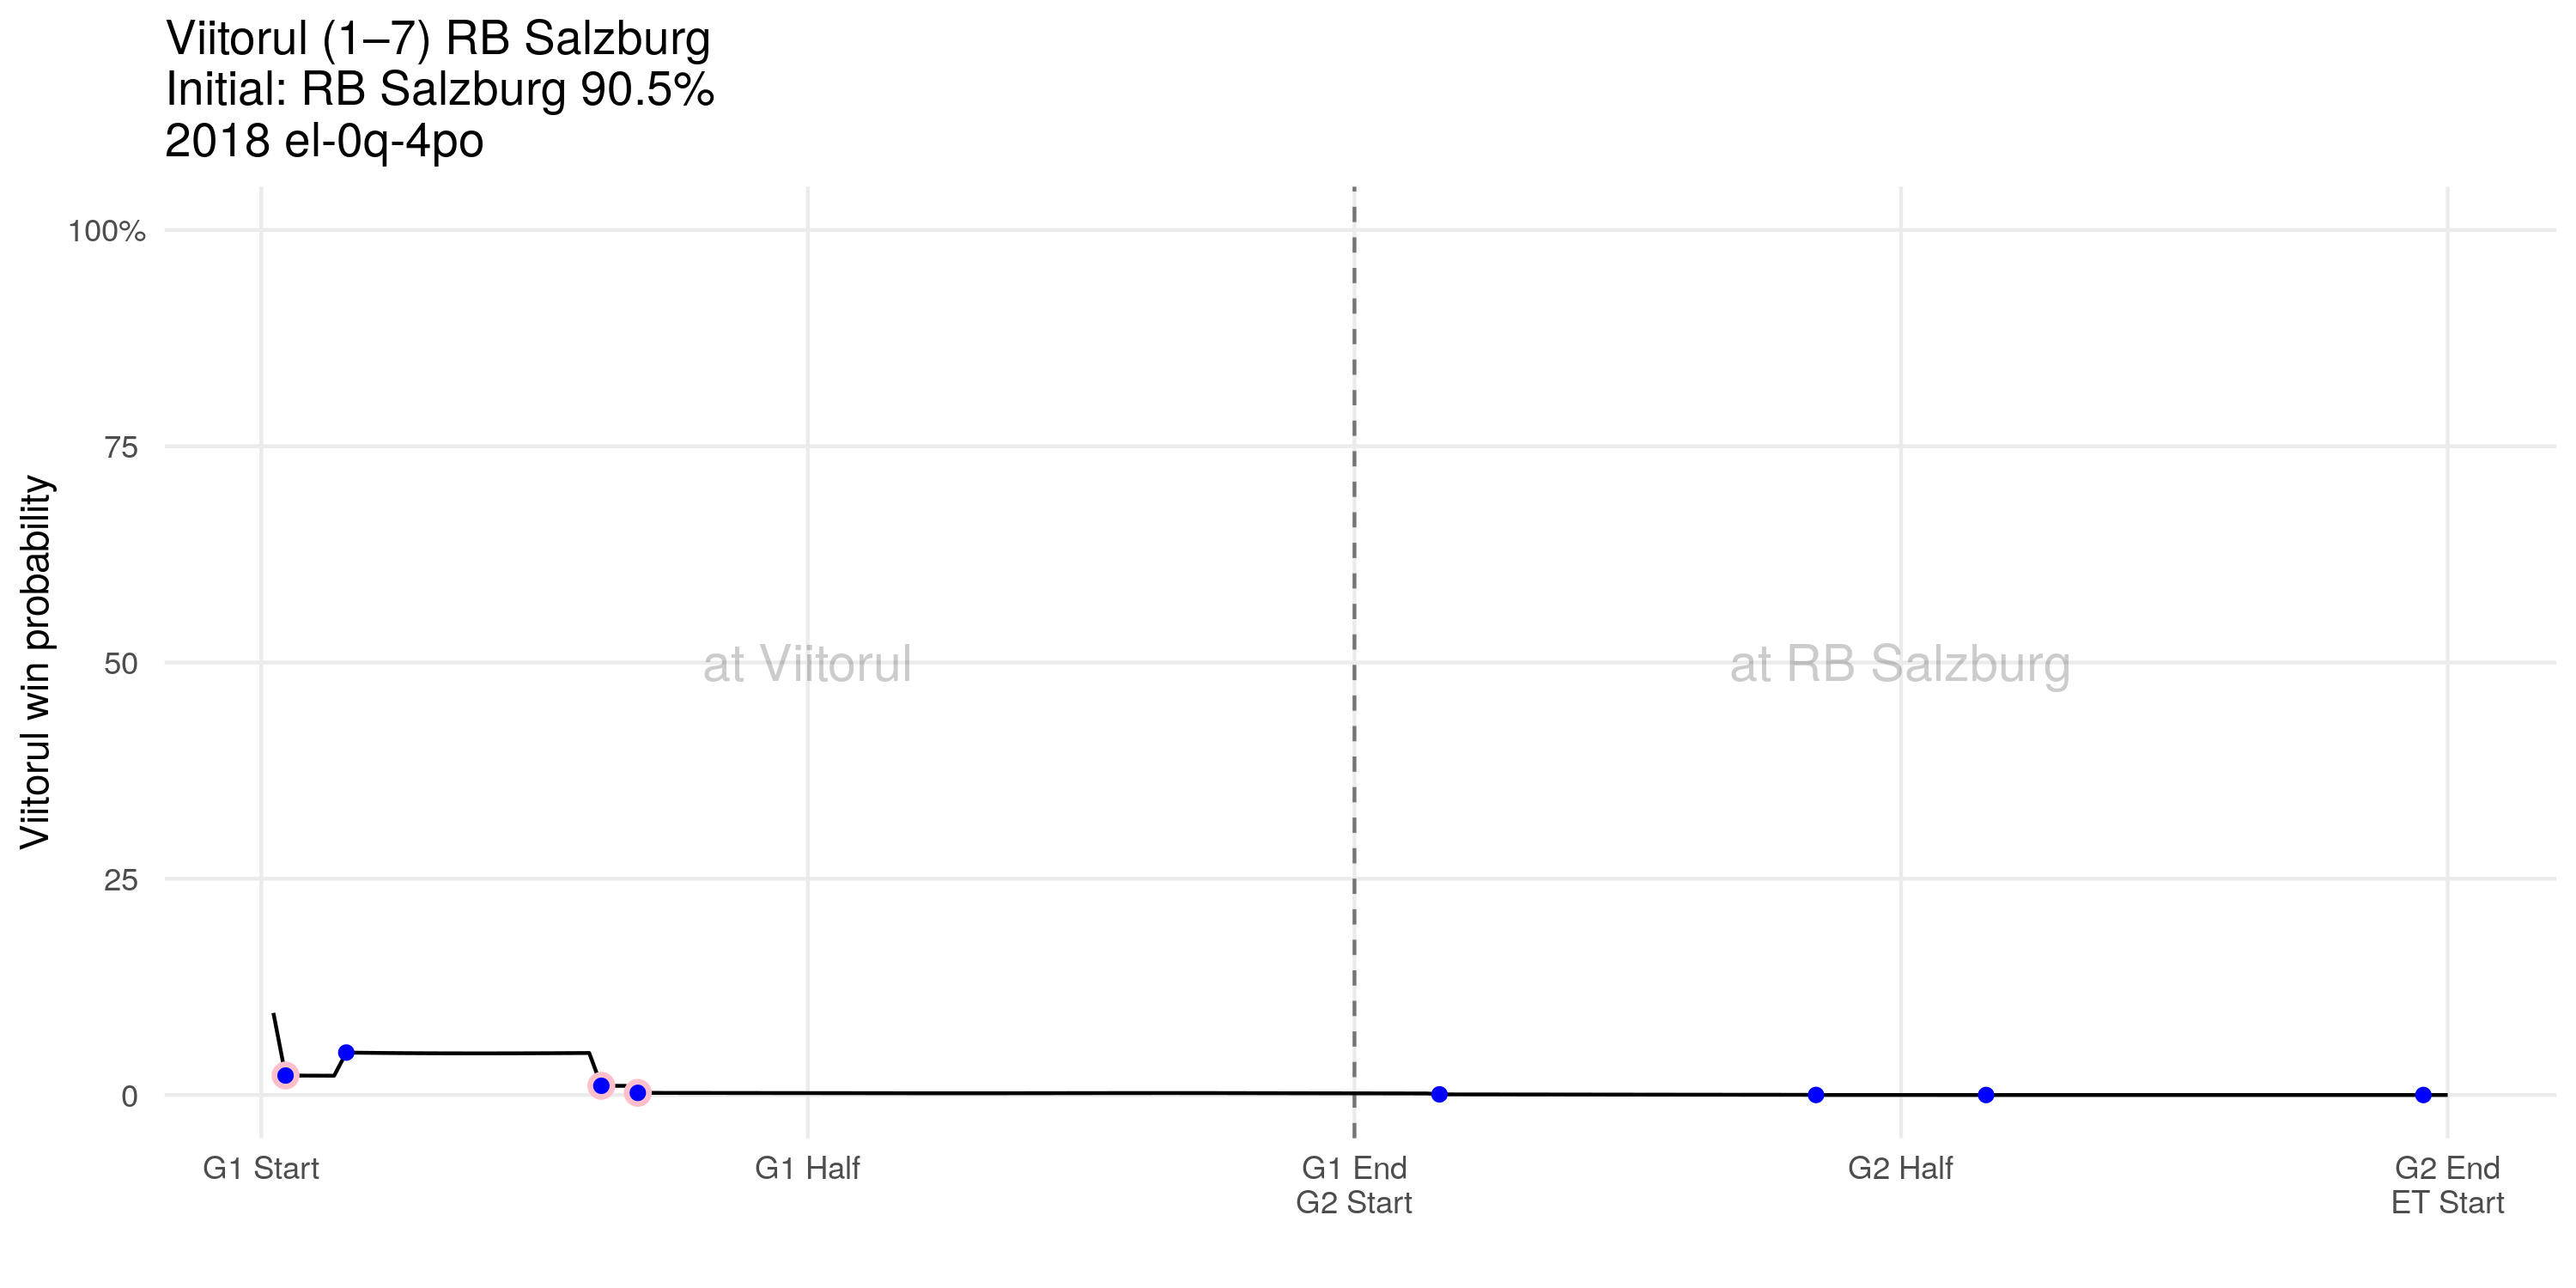 Viitorul (1–7) RB Salzburg
Initial: RB Salzburg 90.5%
2018 el-0q-4po
Viitorul win probability
100%
75
50
25
0
at Viitorul
at RB Salzburg
G1 Start
G1 Half
G1 End
G2 Start
G2 Half
G2 End
ET Start